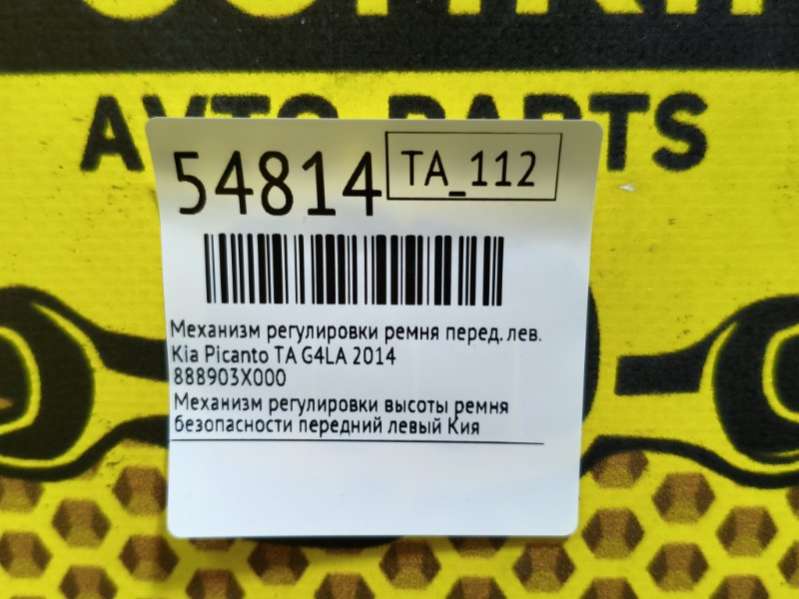 AVTO PARTS
54814
TA_112
Механизм регулировки ремня перед. лев.
Kia Picanto TA G4LA 2014
888903X000
Механизм регулировки высоты ремня
безопасности передний левый Кия